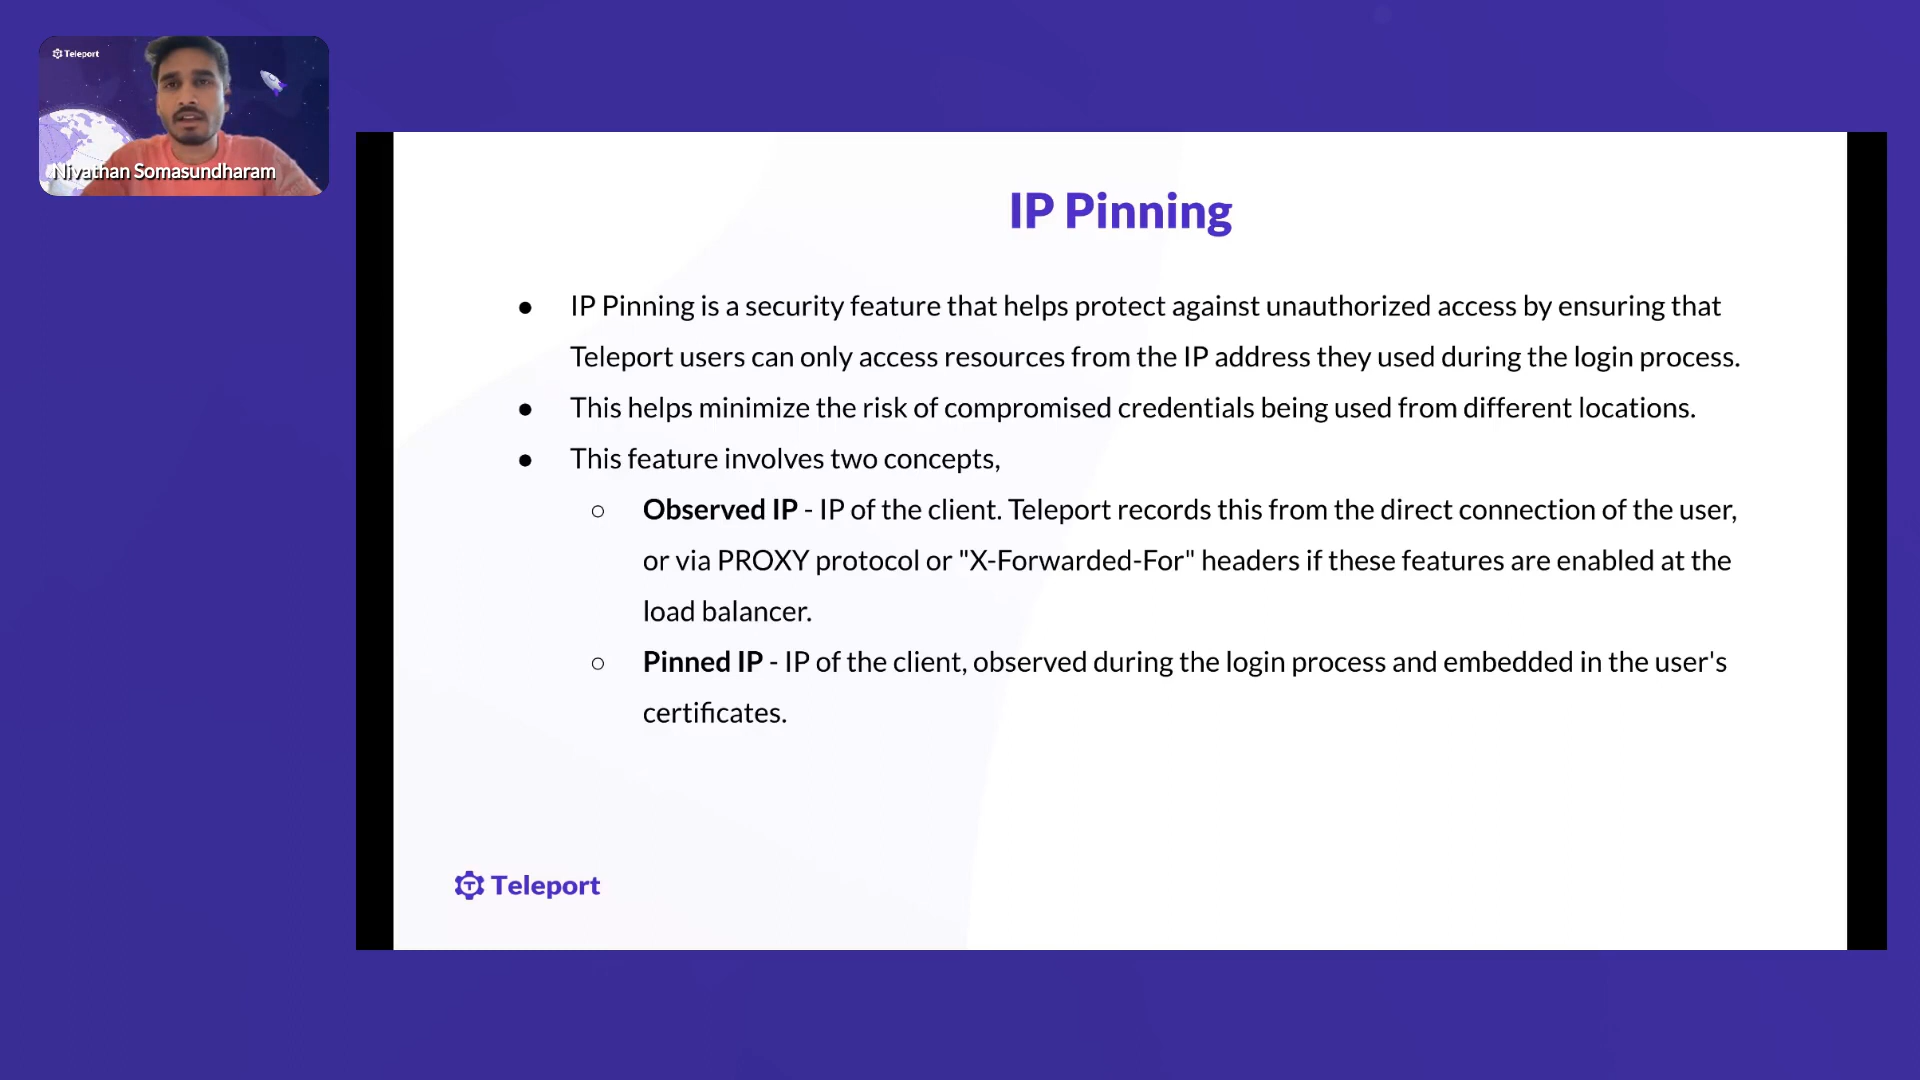 Teleport
Nivathan Somasundharam
IP Pinning
● IP Pinning is a security feature that helps protect against unauthorized access by ensuring that
Teleport users can only access resources from the IP address they used during the login process.
● This helps minimize the risk of compromised credentials being used from different locations.
● This feature involves two concepts,
○ Observed IP - IP of the client. Teleport records this from the direct connection of the user,
or via PROXY protocol or "X-Forwarded-For" headers if these features are enabled at the
load balancer.
○ Pinned IP - IP of the client, observed during the login process and embedded in the user's
certificates.
Teleport